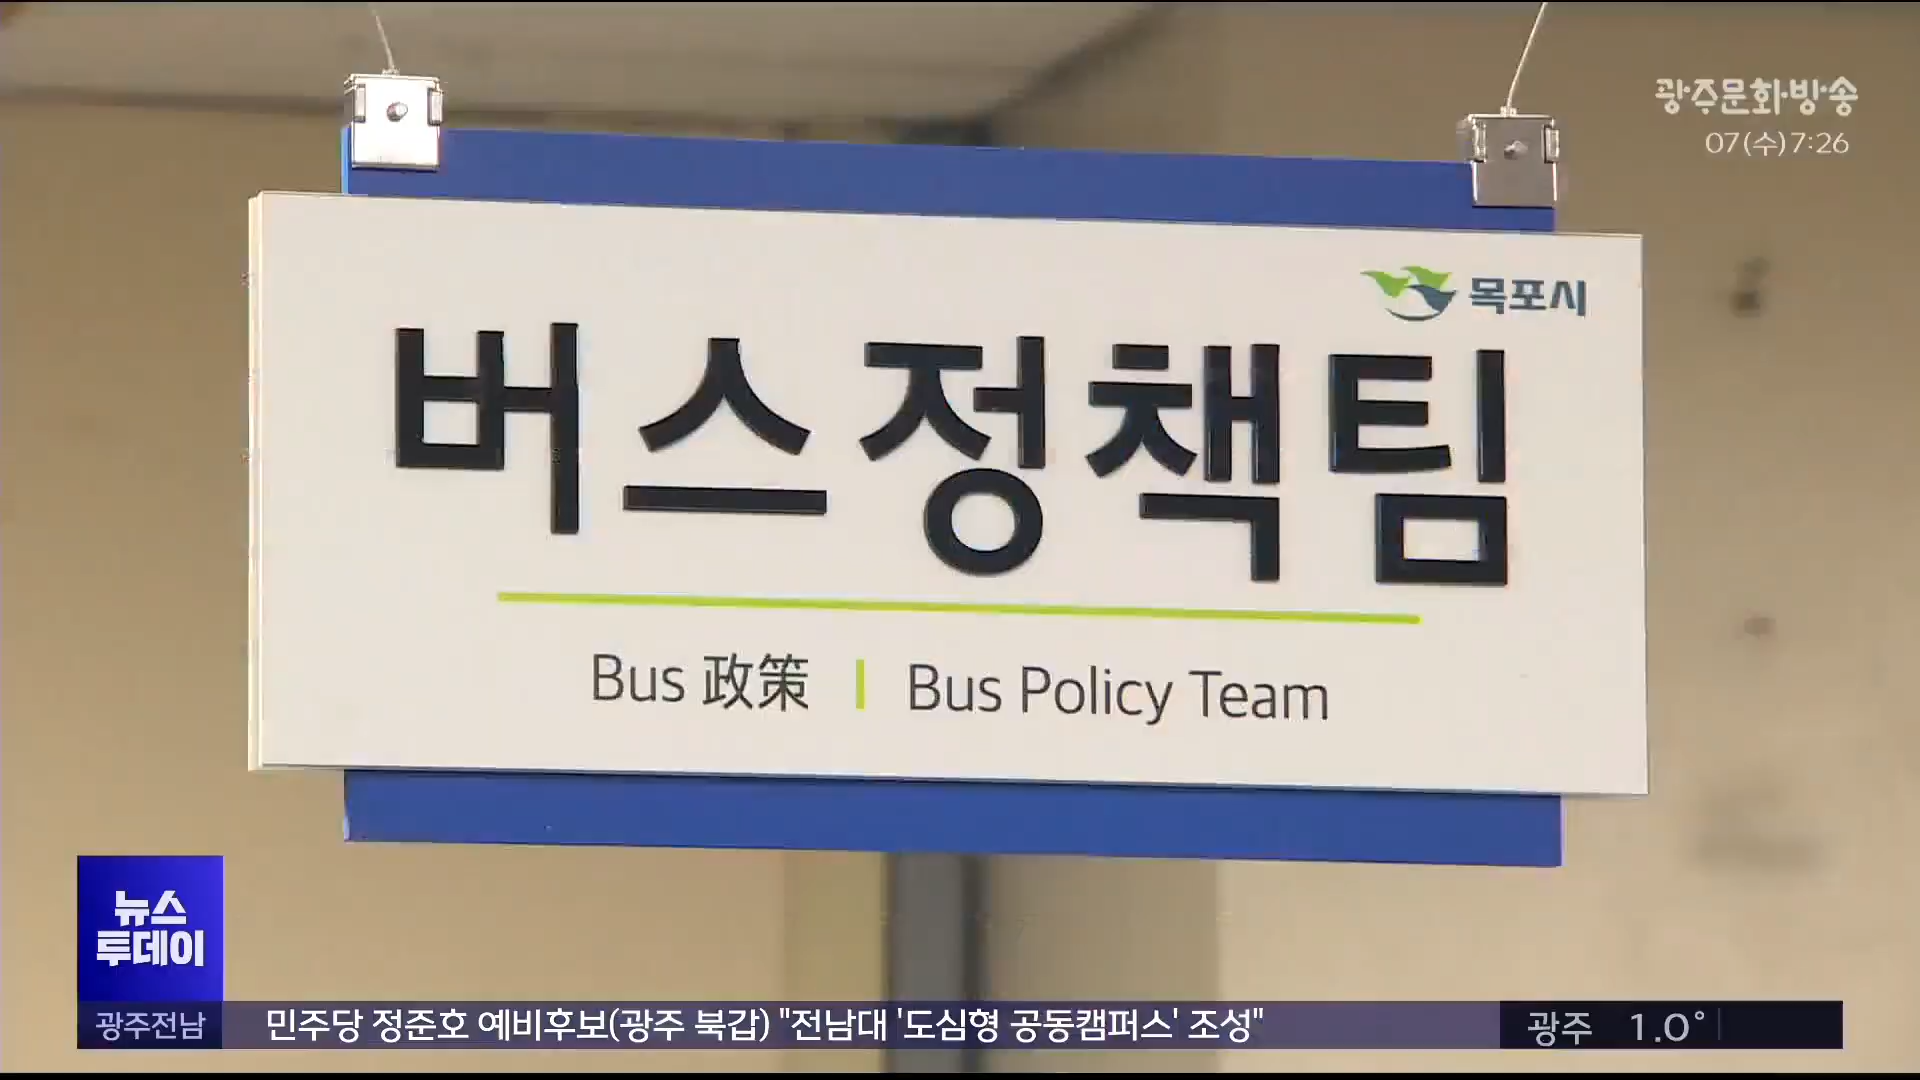 광주문화방송
07(수)7:26
목포시
버스정책팀
Bus 政策 | Bus Policy Team
뉴스
투데이
광주전남 민주당 정준호 예비후보(광주 북갑) "전남대 '도심형 공동캠퍼스' 조성" 광주 1.0°